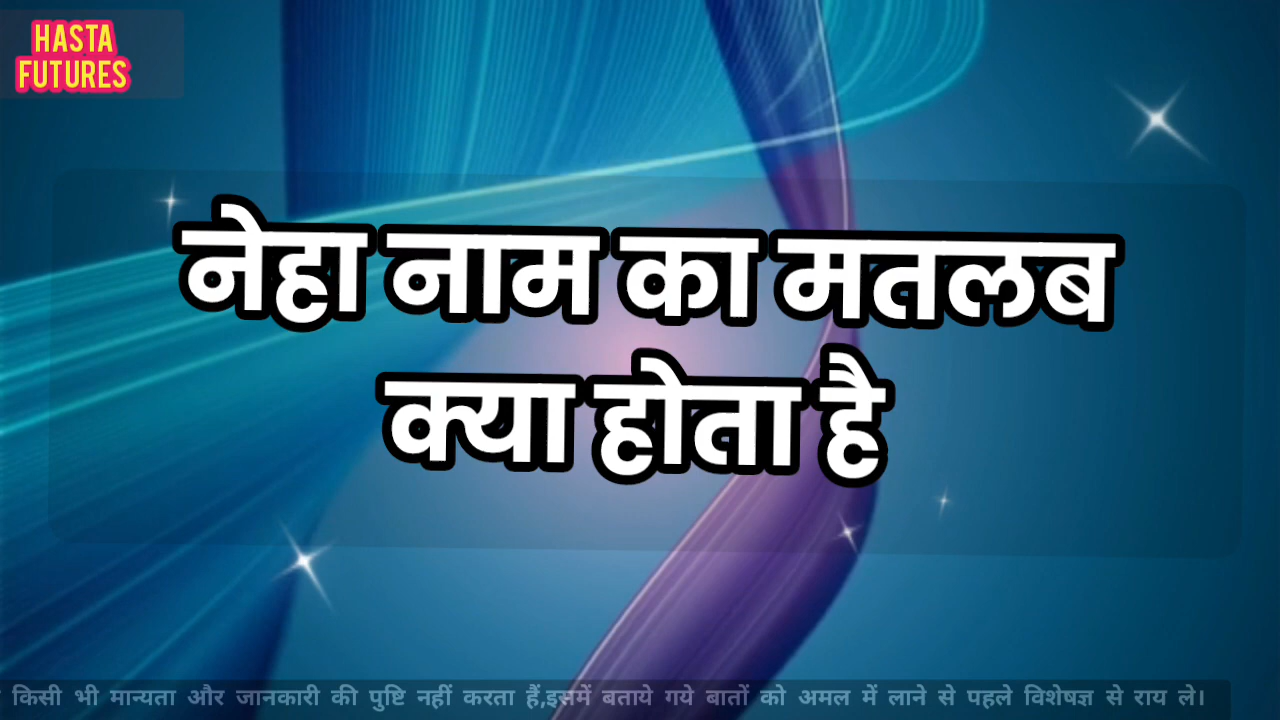 HASTA
FUTURES
नेहा नाम का मतलब
क्या होता है
किसी भी मान्यता और जानकारी की पुष्टि नहीं करता हैं,इसमें बताये गये बातों को अमल में लाने से पहले विशेषज्ञ से राय ले।